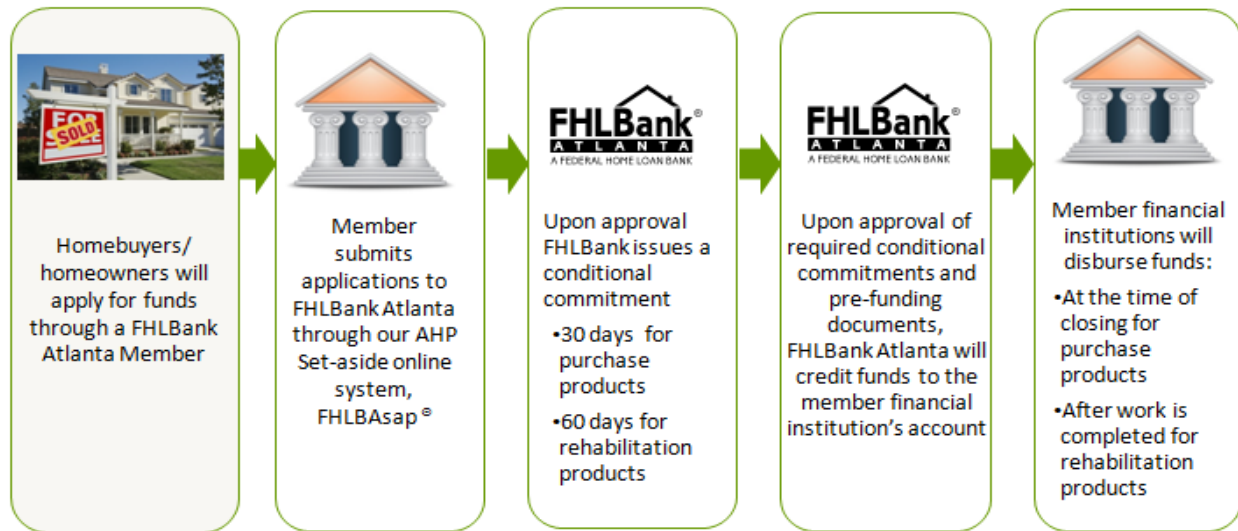 FOR
SOLD
SALE
Homebuyers/
homeowners will
apply for funds
through a FHLBank
Atlanta Member
Member
submits
applications to
FHLBank Atlanta
through our AHP
Set-aside online
system,
FHLBAsap ®
FHLBank®
ATLANTA
A FEDERAL HOME LOAN BANK
Upon approval
FHLBank issues a
conditional
commitment
•30 days for
purchase
products
•60 days for
rehabilitation
products
FHLBank®
ATLANTA
A FEDERAL HOME LOAN BANK
Upon approval of
required conditional
commitments and
pre-funding
documents,
FHLBank Atlanta will
credit funds to the
member financial
institution’s account
Member financial
institutions will
disburse funds:
•At the time of
closing for
purchase
products
•After work is
completed for
rehabilitation
products